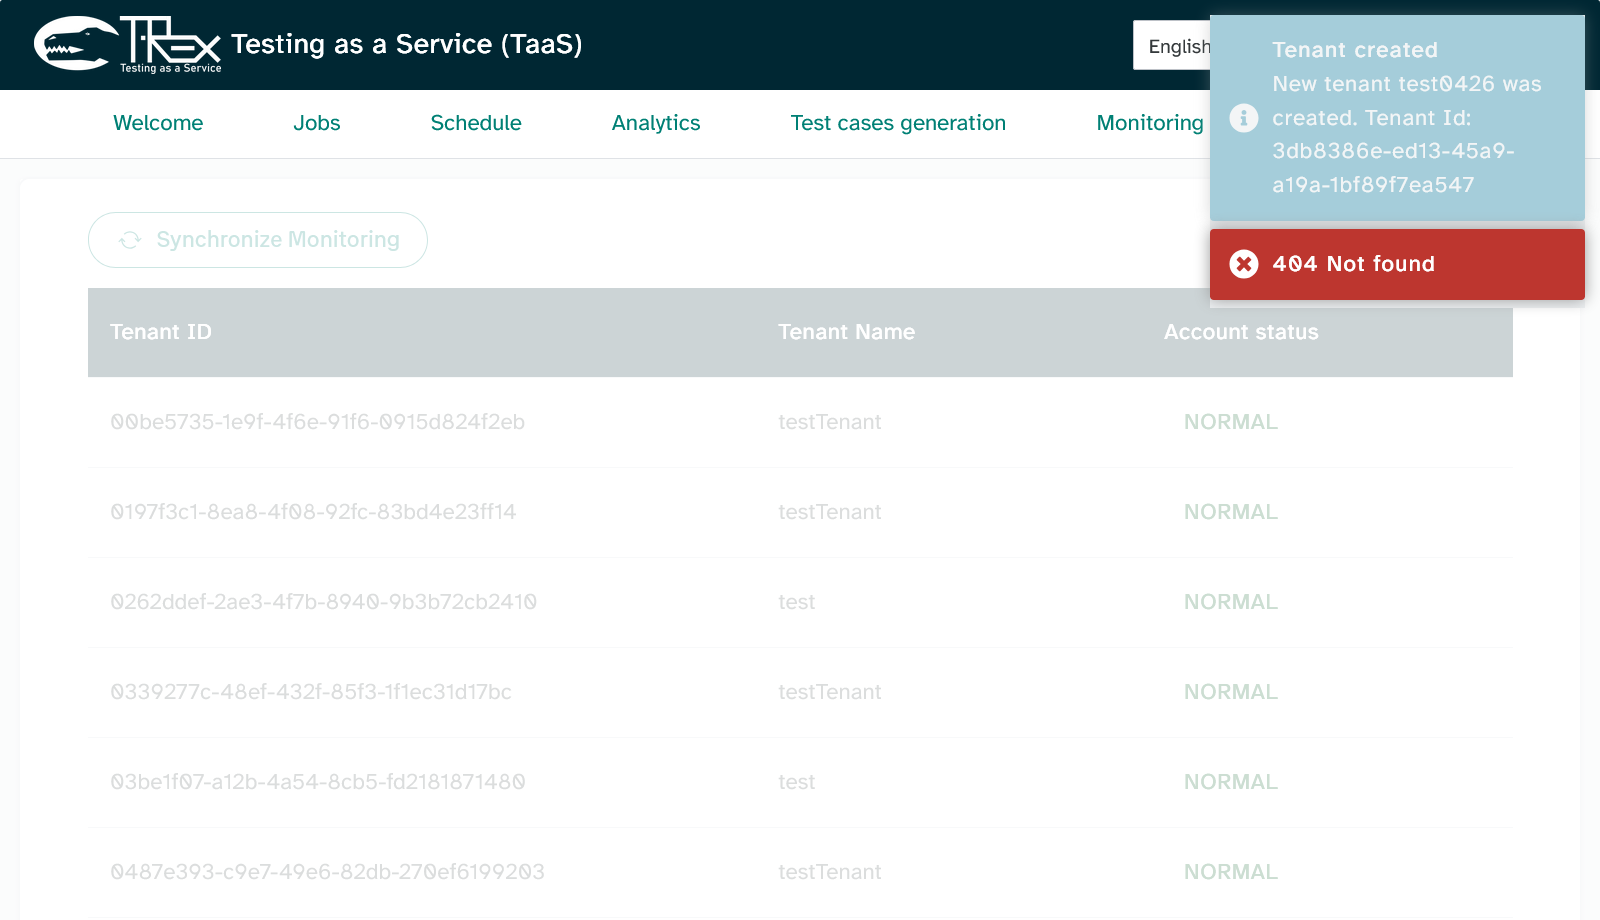 T-REX
Testing as a Service
Testing as a Service (TaaS)
English
Tenant created
New tenant test0426 was
created. Tenant Id:
3db8386e-ed13-45a9-
a19a-1bf89f7ea547
404 Not found
Welcome
Jobs
Schedule
Analytics
Test cases generation
Monitoring
Synchronize Monitoring
Tenant ID
Tenant Name
Account status
00be5735-1e9f-4f6e-91f6-0915d824f2eb
testTenant
NORMAL
0197f3c1-8ea8-4f08-92fc-83bd4e23ff14
testTenant
NORMAL
0262ddef-2ae3-4f7b-8940-9b3b72cb2410
test
NORMAL
0339277c-48ef-432f-85f3-1f1ec31d17bc
testTenant
NORMAL
03be1f07-a12b-4a54-8cb5-fd2181871480
test
NORMAL
0487e393-c9e7-49e6-82db-270ef6199203
testTenant
NORMAL